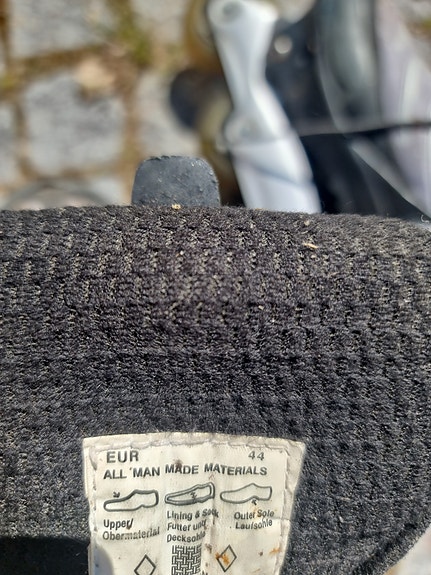 EUR 44
ALL MAN MADE MATERIALS
Upper/ Lining & Sock Outer Sole
Obermaterial Futter und Laufsohle
Decksohle